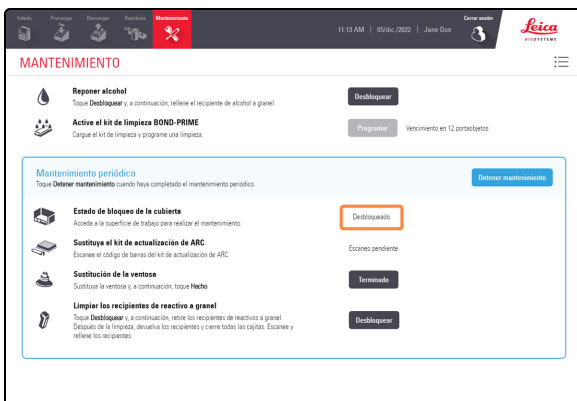 Estado Precargar Descargar Reactivos Mantenimiento
11:13 AM | 05/dic./2022 | Jane Doe
Cerrar sesión
Leica
BIOSYSTEMS
MANTENIMIENTO
Reponer alcohol
Toque Desbloquear y, a continuación, rellene el recipiente de alcohol a granel.
Desbloquear
Active el kit de limpieza BOND-PRIME
Cargue el kit de limpieza y programe una limpieza.
Programar
Vencimiento en 12 portaobjetos
Mantenimiento periódico
Toque Detener mantenimiento cuando haya completado el mantenimiento periódico.
Detener mantenimiento
Estado de bloqueo de la cubierta
Acceda a la superficie de trabajo para realizar el mantenimiento.
Desbloqueado
Sustituya el kit de actualización de ARC
Escanee el código de barras del kit de actualización de ARC.
Escaneo pendiente
Sustitución de la ventosa
Sustituya la ventosa y, a continuación, toque Hecho
Terminado
Limpiar los recipientes de reactivo a granel
Toque Desbloquear y, a continuación, retire los recipientes de reactivos a granel.
Después de la limpieza, devuelva los recipientes y cierre todas las cajitas. Escanee y
rellene los recipientes.
Desbloquear